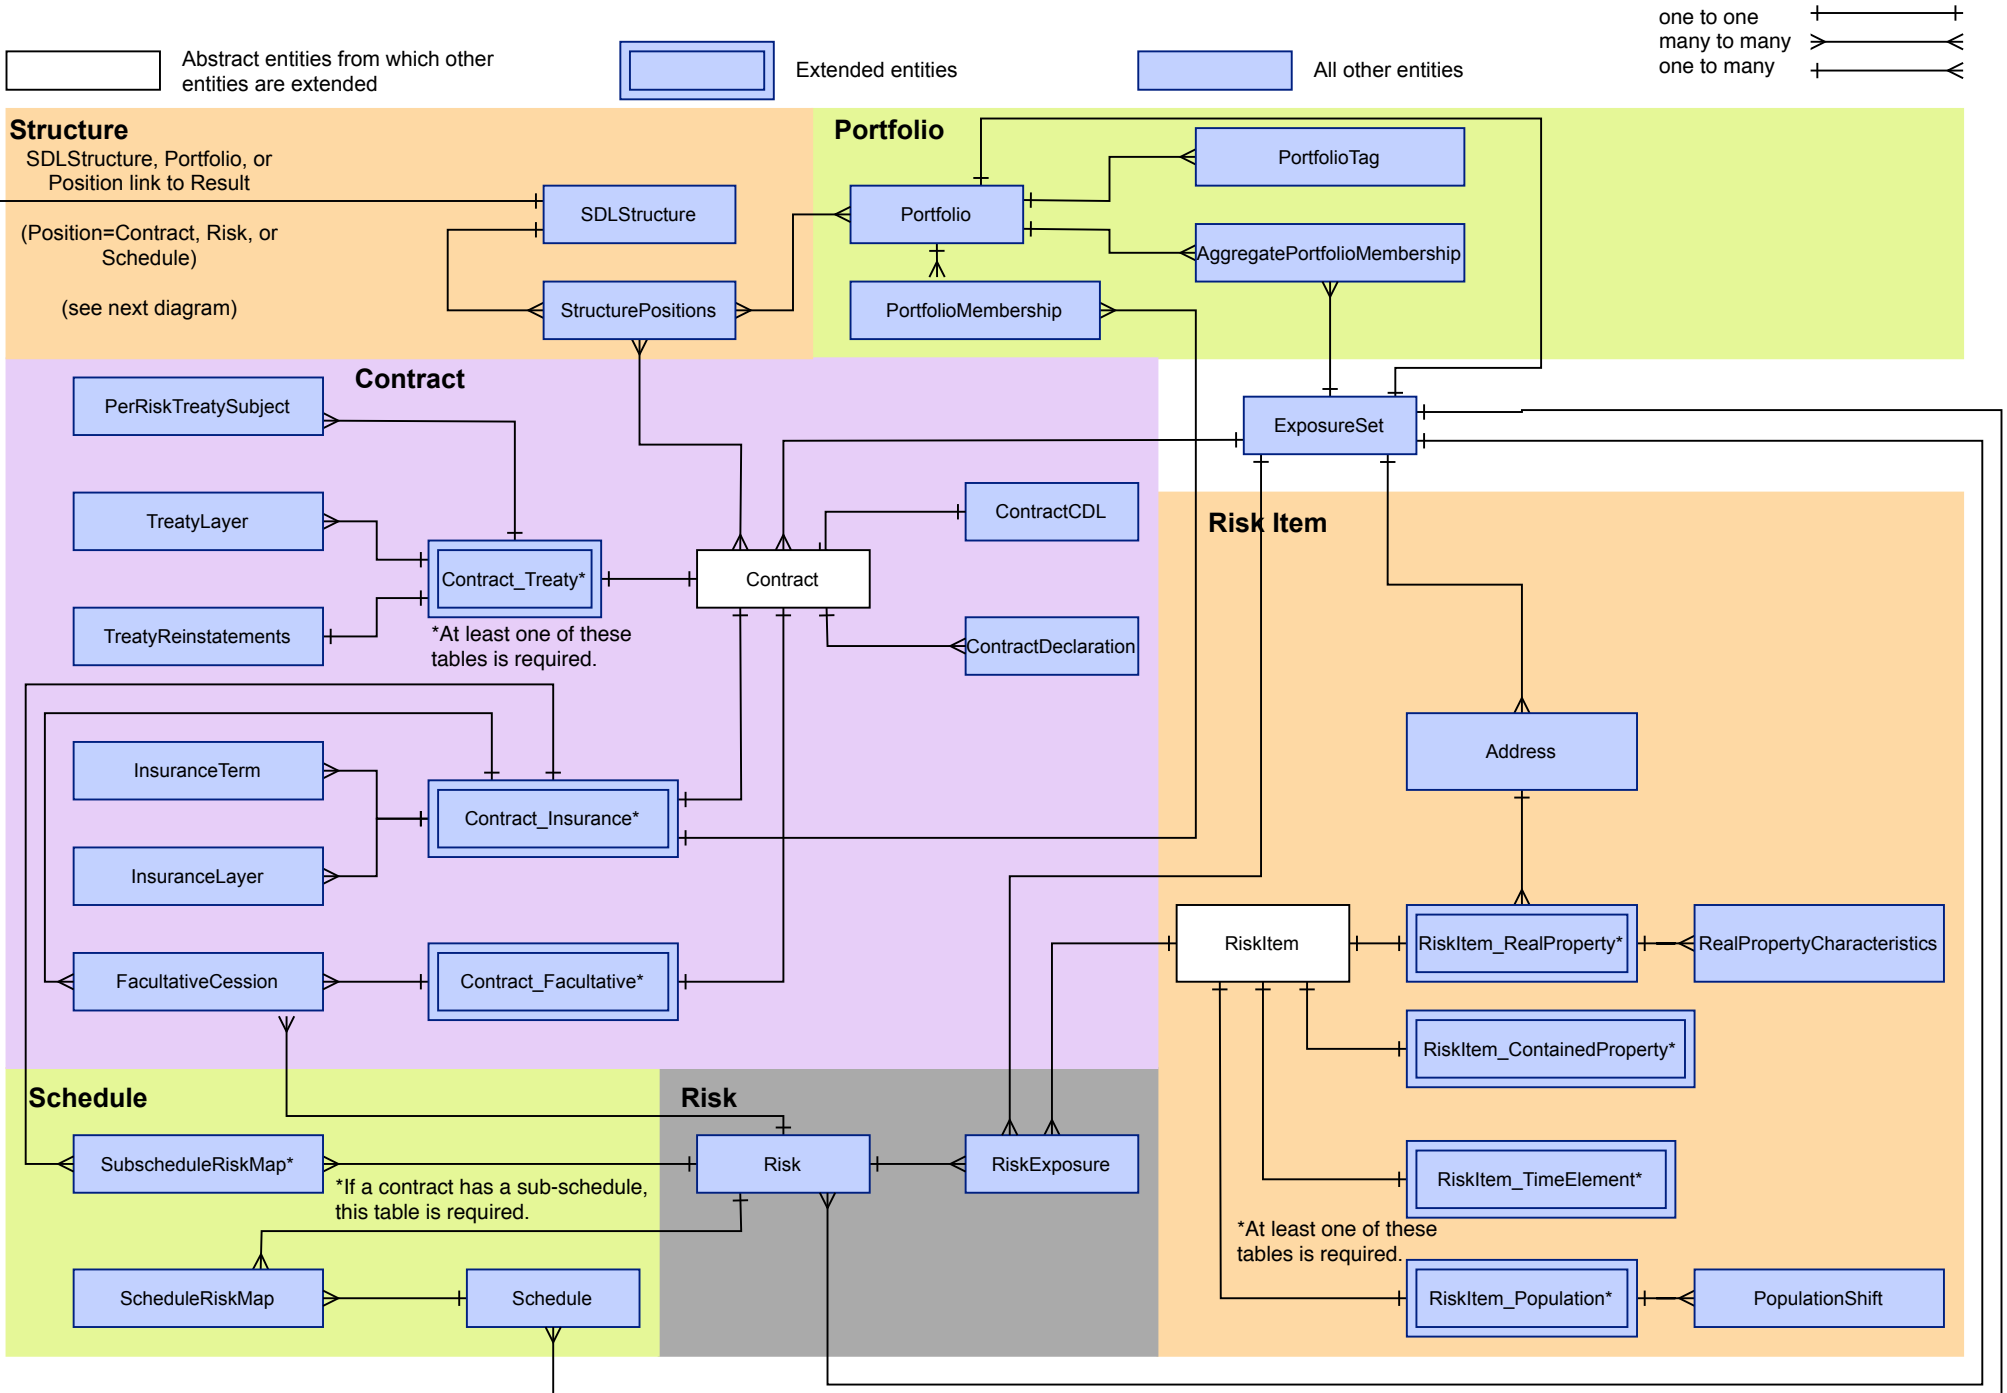 one to one
many to many
one to many
Abstract entities from which other
entities are extended
Extended entities
All other entities
Structure
SDLStructure, Portfolio, or
Position link to Result
(Position=Contract, Risk, or
Schedule)
(see next diagram)
SDLStructure
StructurePositions
Portfolio
Portfolio
PortfolioTag
AggregatePortfolioMembership
PortfolioMembership
ExposureSet
Contract
PerRiskTreatySubject
TreatyLayer
TreatyReinstatements
Contract_Treaty*
*At least one of these
tables is required.
Contract
ContractCDL
ContractDeclaration
InsuranceTerm
InsuranceLayer
Contract_Insurance*
FacultativeCession
Contract_Facultative*
Risk Item
Address
RiskItem
RiskItem_RealProperty*
RealPropertyCharacteristics
RiskItem_ContainedProperty*
RiskItem_TimeElement*
*At least one of these
tables is required.
RiskItem_Population*
PopulationShift
Schedule
SubscheduleRiskMap*
*If a contract has a sub-schedule,
this table is required.
ScheduleRiskMap
Schedule
Risk
Risk
RiskExposure